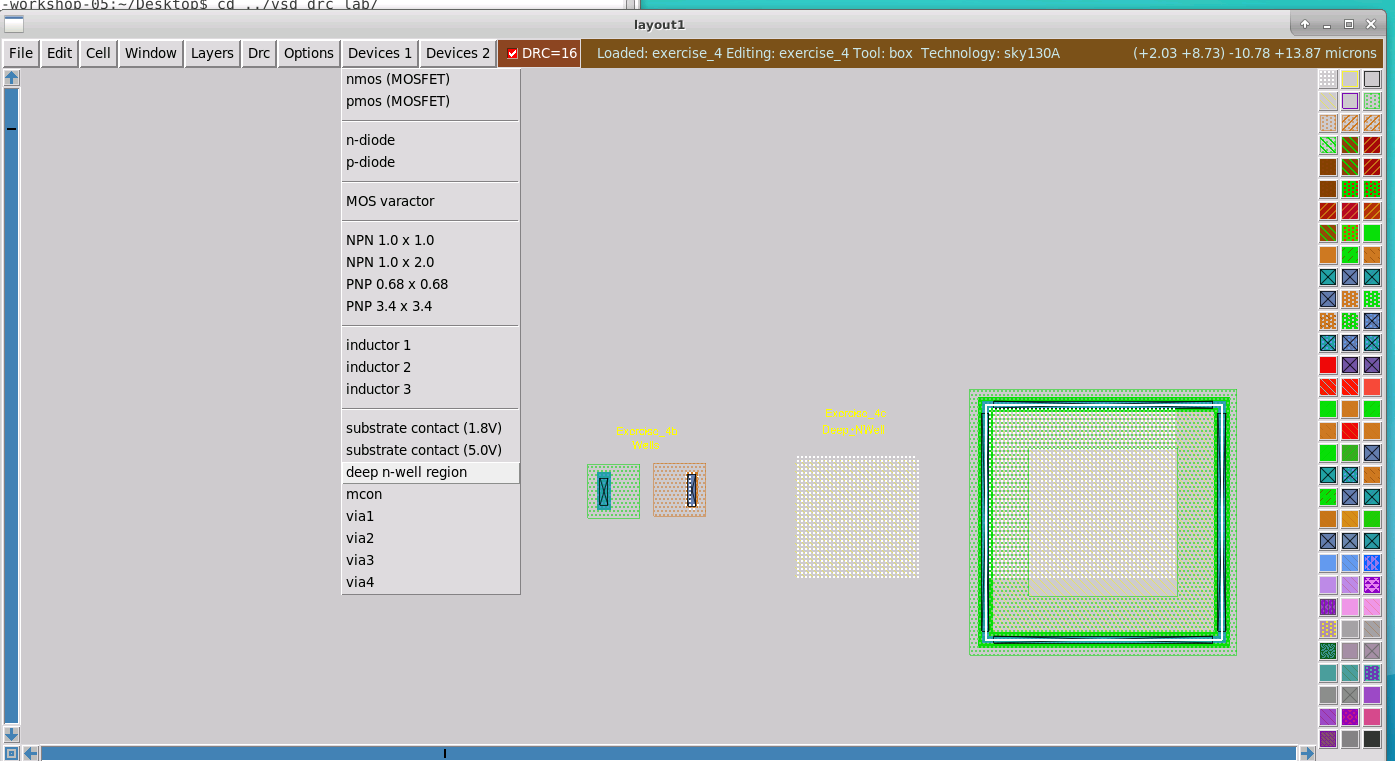 -workshop-05:~/Desktop$ cd ../vsd_drc_lab/
layout1
File Edit Cell Window Layers Drc Options Devices 1 Devices 2 DRC=16 Loaded: exercise_4 Editing: exercise_4 Tool: box Technology: sky130A (+2.03 +8.73) -10.78 +13.87 microns
nmos (MOSFET)
pmos (MOSFET)
n-diode
p-diode
MOS varactor
NPN 1.0 x 1.0
NPN 1.0 x 2.0
PNP 0.68 x 0.68
PNP 3.4 x 3.4
inductor 1
inductor 2
inductor 3
substrate contact (1.8V)
substrate contact (5.0V)
deep n-well region
mcon
via1
via2
via3
via4
Exercise_4b
Wells
Exercise_4c
Deep_NWell